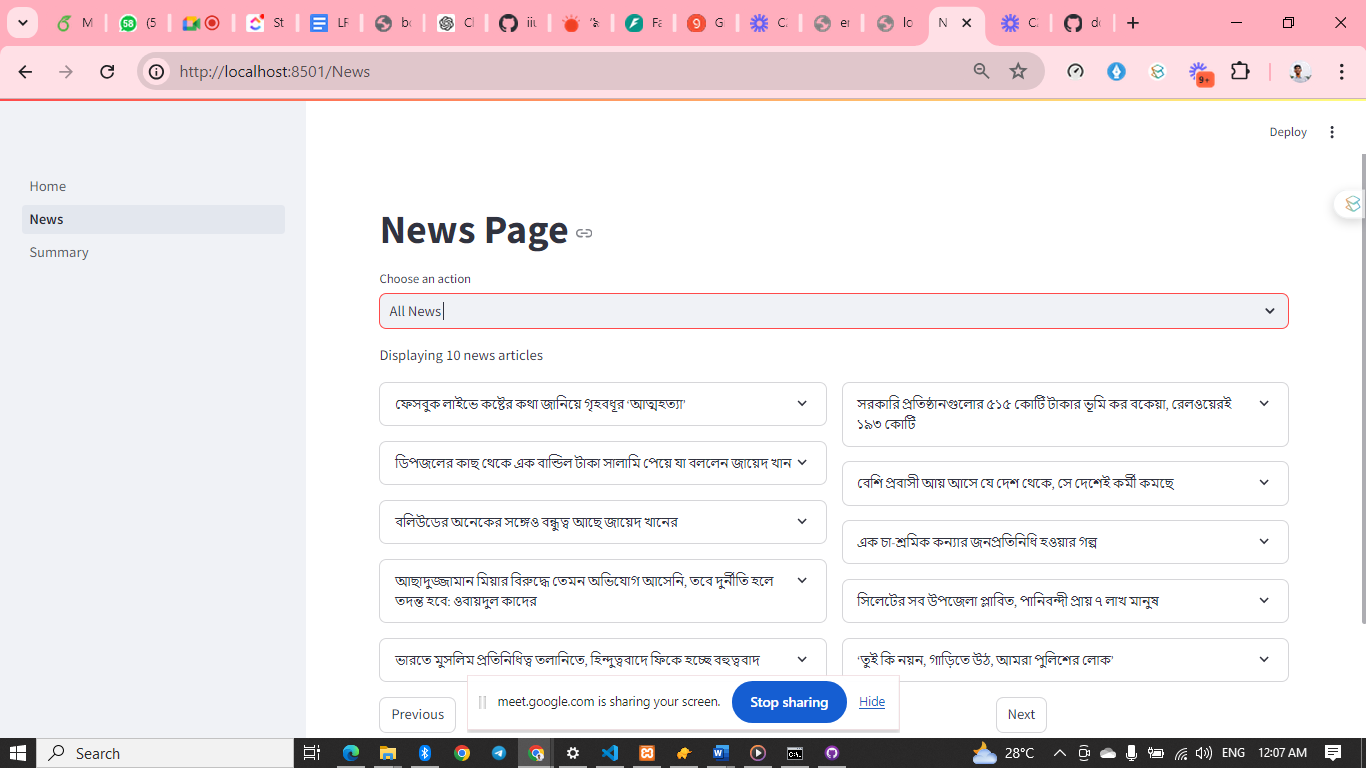 M
(5
St
LF
bc
Cl
iiu
"ৰ
Fa
G
Cα
er
lo
N
Cα
dc
http://localhost:8501/News
9+
Deploy
Home
News
Summary
News Page
Choose an action
All News
Displaying 10 news articles
ফেসবুক লাইভে কষ্টের কথা জানিয়ে গৃহবধূর ‘আত্মহত্যা’
ডিপজলের কাছ থেকে এক বান্ডিল টাকা সালামি পেয়ে যা বললেন জায়েদ খান
বলিউডের অনেকের সঙ্গেও বন্ধুত্ব আছে জায়েদ খানের
আছাদুজ্জামান মিয়ার বিরুদ্ধে তেমন অভিযোগ আসেনি, তবে দুর্নীতি হলে
তদন্ত হবে: ওবায়দুল কাদের
ভারতে মুসলিম প্রতিনিধিত্ব তলানিতে, হিন্দুত্ববাদে ফিকে হচ্ছে বহুত্ববাদ
সরকারি প্রতিষ্ঠানগুলোর ৫১৫ কোটি টাকার ভূমি কর বকেয়া, রেলওয়েরই
১৯৩ কোটি
বেশি প্রবাসী আয় আসে যে দেশ থেকে, সে দেশেই কর্মী কমছে
এক চা-শ্রমিক কন্যার জনপ্রতিনিধি হওয়ার গল্প
সিলেটের সব উপজেলা প্লাবিত, পানিবন্দী প্রায় ৭ লাখ মানুষ
‘তুই কি নয়ন, গাড়িতে উঠ, আমরা পুলিশের লোক’
Previous
Next
meet.google.com is sharing your screen.
Stop sharing
Hide
Search
28°C
ENG
12:07 AM